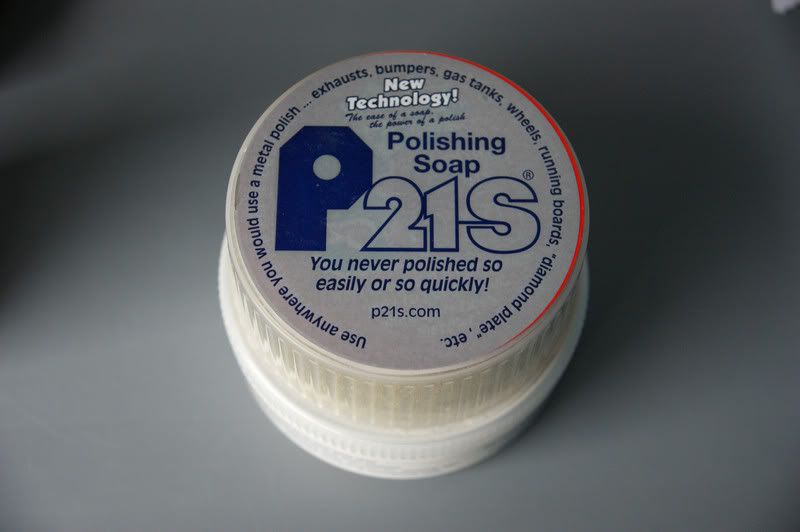 Use anywhere you would use a metal polish ... exhausts, bumpers, gas tanks, wheels, running boards, "diamond plate", etc.
New
Technology!
The ease of a soap,
the power of a polish
Polishing
Soap
P21S®
You never polished so
easily or so quickly!
p21s.com